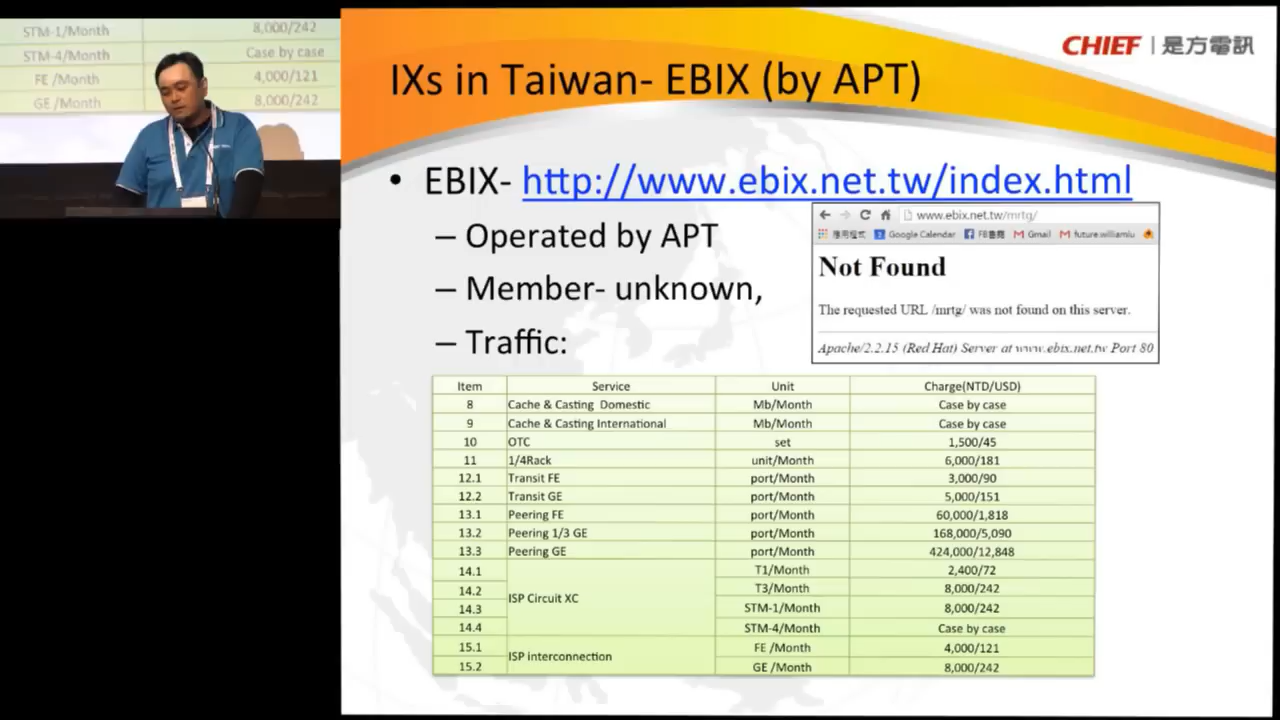 STM-1/Month 8,000/242
STM-4/Month Case by case
FE /Month 4,000/121
GE /Month 8,000/242
CHIEF | 是方電訊
IXs in Taiwan- EBIX (by APT)
• EBIX- http://www.ebix.net.tw/index.html
– Operated by APT
– Member- unknown,
– Traffic:
www.ebix.net.tw/mrtg/
應用程式 Google Calendar Gmail future.williamlu
Not Found
The requested URL /mrtg/ was not found on this server.
Apache/2.2.15 (Red Hat) Server at www.ebix.net.tw Port 80
Item Service Unit Charge(NTD/USD)
8 Cache & Casting Domestic Mb/Month Case by case
9 Cache & Casting International Mb/Month Case by case
10 OTC set 1,500/45
11 1/4Rack unit/Month 6,000/181
12.1 Transit FE port/Month 3,000/90
12.2 Transit GE port/Month 5,000/151
13.1 Peering FE port/Month 60,000/1,818
13.2 Peering 1/3 GE port/Month 168,000/5,090
13.3 Peering GE port/Month 424,000/12,848
14.1 T1/Month 2,400/72
14.2 ISP Circuit XC T3/Month 8,000/242
14.3 STM-1/Month 8,000/242
14.4 STM-4/Month Case by case
15.1 ISP interconnection FE /Month 4,000/121
15.2 GE /Month 8,000/242